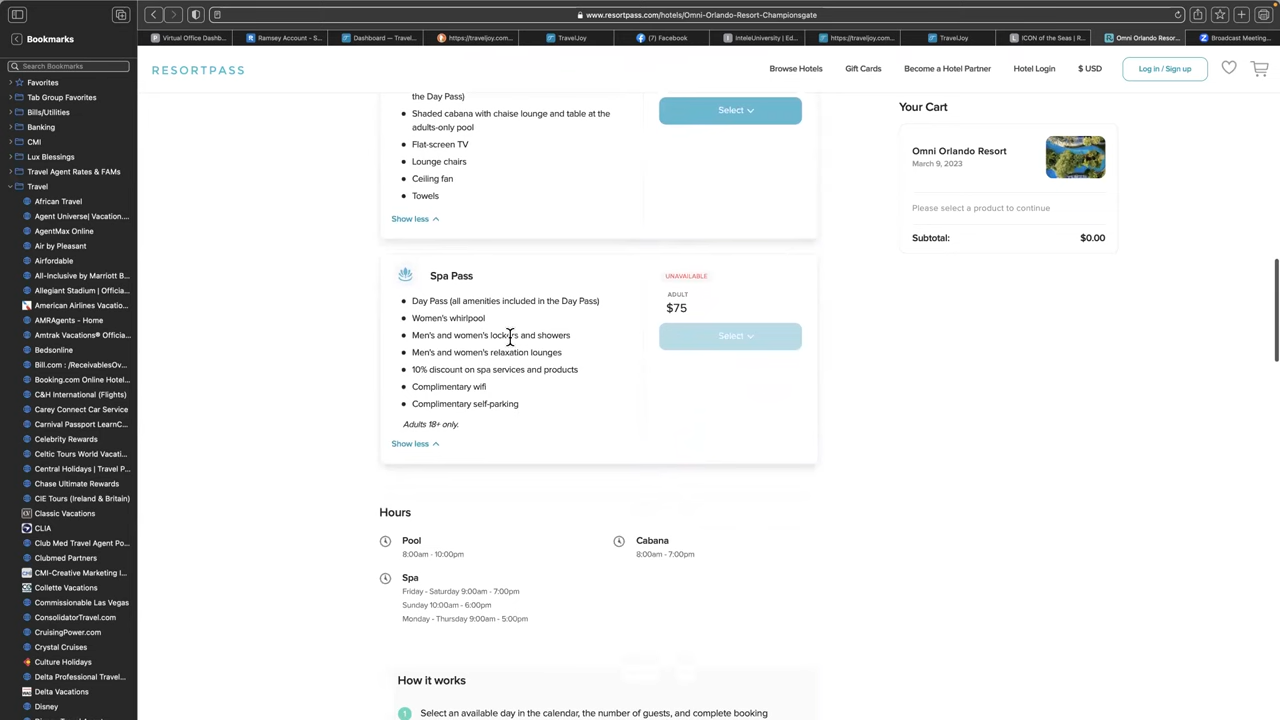 Bookmarks
Search Bookmarks
Favorites
Tab Group Favorites
Bills/Utilities
Banking
CMI
Lux Blessings
Travel Agent Rates & FAMs
Travel
African Travel
Agent Universe| Vacation....
AgentMax Online
Air by Pleasant
Airfordable
All-Inclusive by Marriott B...
Allegiant Stadium | Officia...
American Airlines Vacatio...
AMRAgents - Home
Amtrak Vacations® Officia...
Bedsonline
Bill.com : /ReceivablesOv...
Booking.com Online Hotel...
C&H International (Flights)
Carey Connect Car Service
Carnival Passport LearnC...
Celebrity Rewards
Celtic Tours World Vacati...
Central Holidays | Travel P...
Chase Ultimate Rewards
CIE Tours (Ireland & Britain)
Classic Vacations
CLIA
Club Med Travel Agent Po...
Clubmed Partners
CMI-Creative Marketing I...
Collette Vacations
Commissionable Las Vegas
ConsolidatorTravel.com
CruisingPower.com
Crystal Cruises
Culture Holidays
Delta Professional Travel...
Delta Vacations
Disney
www.resortpass.com/hotels/Omni-Orlando-Resort-Championsgate
Virtual Office Dashb...
Ramsey Account - S...
Dashboard — Travel...
https://traveljoy.com...
TravelJoy
(7) Facebook
InteleUniversity | Ed...
https://traveljoy.com...
TravelJoy
ICON of the Seas | R...
Omni Orlando Resor...
Broadcast Meeting...
RESORTPASS
Browse Hotels
Gift Cards
Become a Hotel Partner
Hotel Login
$ USD
Log in / Sign up
the Day Pass)
Shaded cabana with chaise lounge and table at the
adults-only pool
Flat-screen TV
Lounge chairs
Ceiling fan
Towels
Show less
Select
Spa Pass
Day Pass (all amenities included in the Day Pass)
Women's whirlpool
Men's and women's lockers and showers
Men's and women's relaxation lounges
10% discount on spa services and products
Complimentary wifi
Complimentary self-parking
Adults 18+ only.
Show less
UNAVAILABLE
ADULT
$75
Select
Hours
Pool
8:00am - 10:00pm
Cabana
8:00am - 7:00pm
Spa
Friday - Saturday 9:00am - 7:00pm
Sunday 10:00am - 6:00pm
Monday - Thursday 9:00am - 5:00pm
How it works
1 Select an available day in the calendar, the number of guests, and complete booking
Your Cart
Omni Orlando Resort
March 9, 2023
Please select a product to continue
Subtotal: $0.00